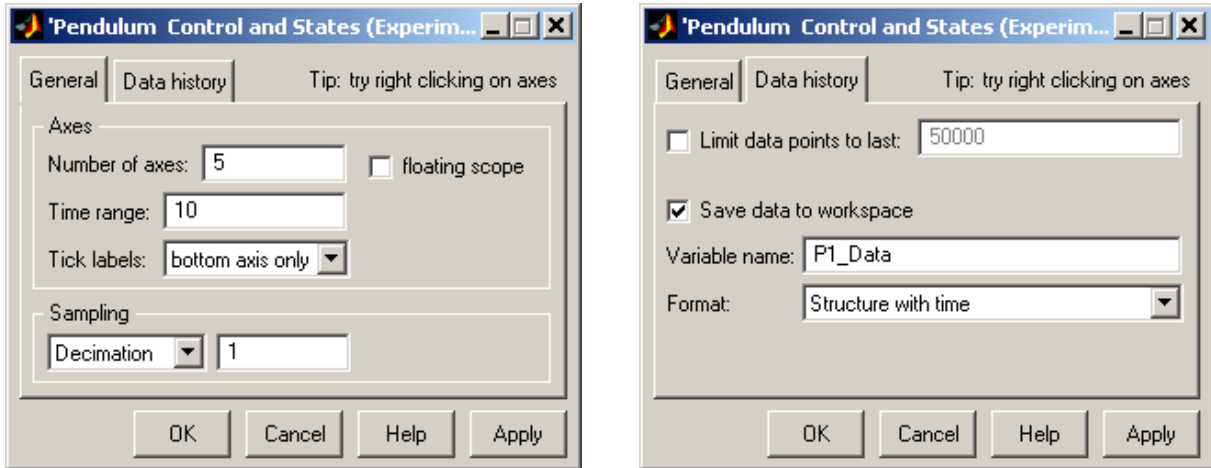 'Pendulum Control and States (Experim...
General Data history Tip: try right clicking on axes
Axes
Number of axes: 5 floating scope
Time range: 10
Tick labels: bottom axis only
Sampling
Decimation 1
OK Cancel Help Apply
'Pendulum Control and States (Experim...
General Data history Tip: try right clicking on axes
Limit data points to last: 50000
Save data to workspace
Variable name: P1_Data
Format: Structure with time
OK Cancel Help Apply